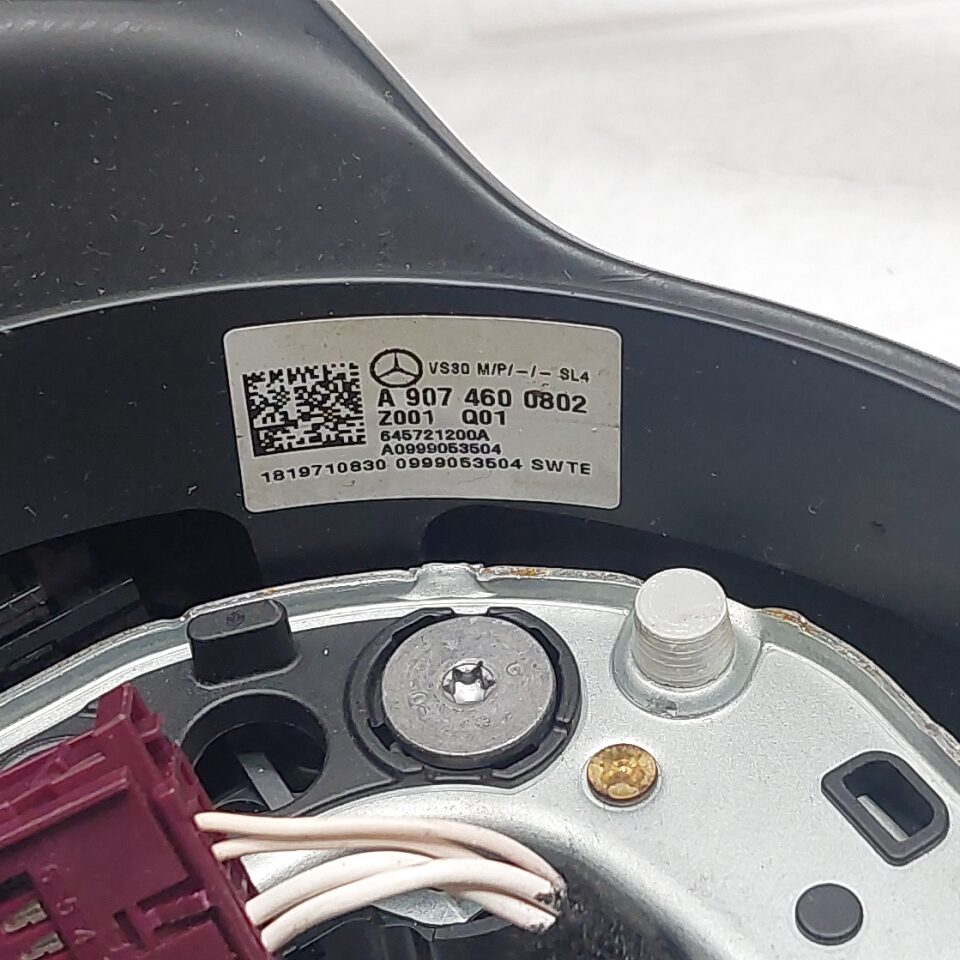 VS30 M/P/-/- SL4
A 907 460 0802
Z001 Q01
645721200A
A0999053504
1819710830 0999053504 SWTE